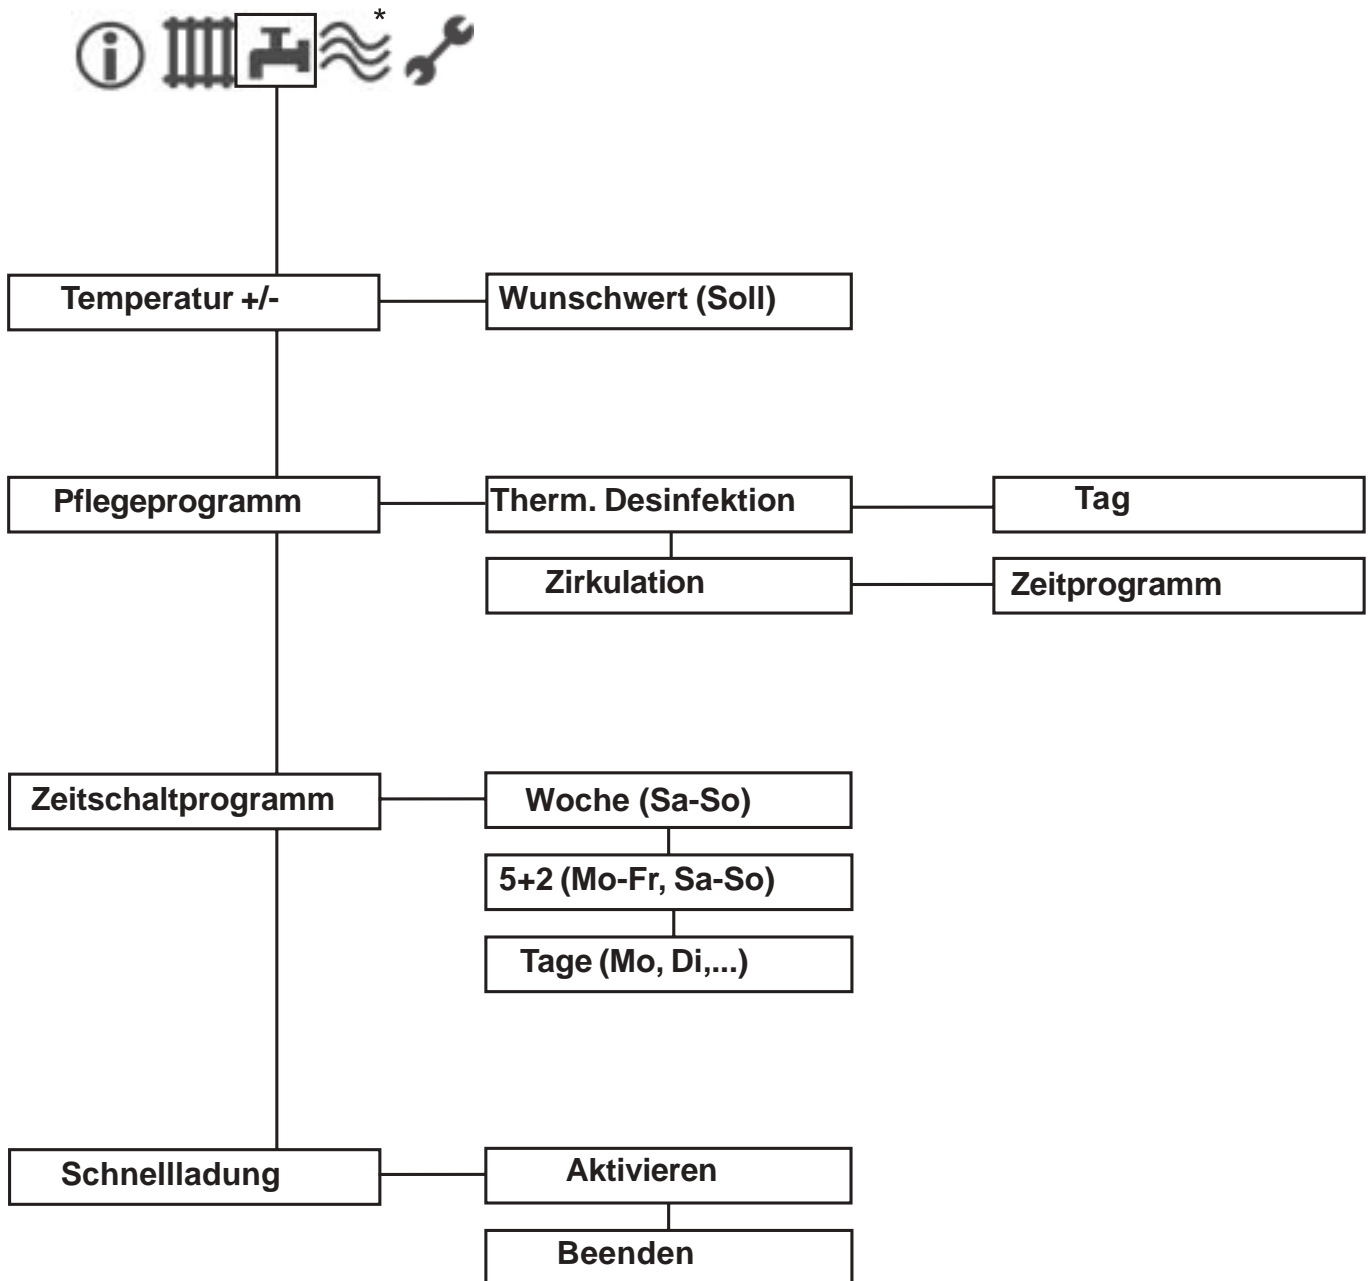 *
Temperatur +/-
Wunschwert (Soll)
Pflegeprogramm
Therm. Desinfektion
Tag
Zirkulation
Zeitprogramm
Zeitschaltprogramm
Woche (Sa-So)
5+2 (Mo-Fr, Sa-So)
Tage (Mo, Di,...)
Schnellladung
Aktivieren
Beenden